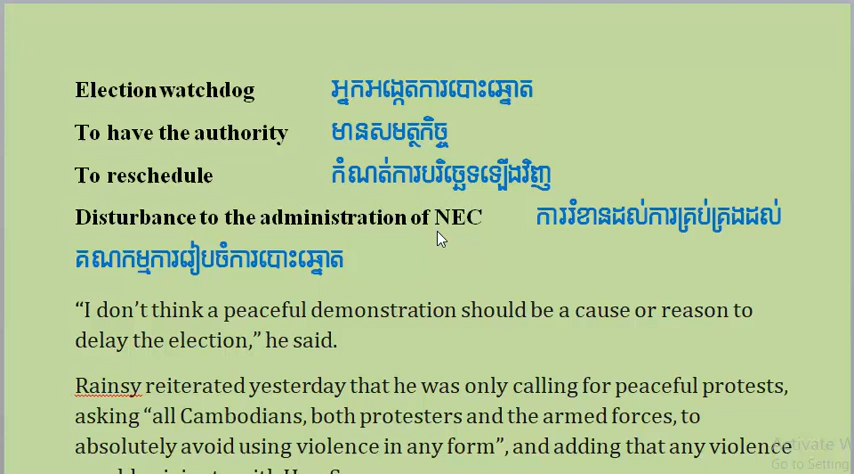 Election watchdog អ្នកអង្កេតការបោះឆ្នោត
To have the authority មានសមត្ថកិច្ច
To reschedule កំណត់ការបរិច្ឆេទឡើងវិញ
Disturbance to the administration of NEC ការរំខានដល់ការគ្រប់គ្រងដល់
គណកម្មការរៀបចំការបោះឆ្នោត
“I don’t think a peaceful demonstration should be a cause or reason to
delay the election,” he said.
Rainsy reiterated yesterday that he was only calling for peaceful protests,
asking “all Cambodians, both protesters and the armed forces, to
absolutely avoid using violence in any form”, and adding that any violence
Activate W
Go to Setting